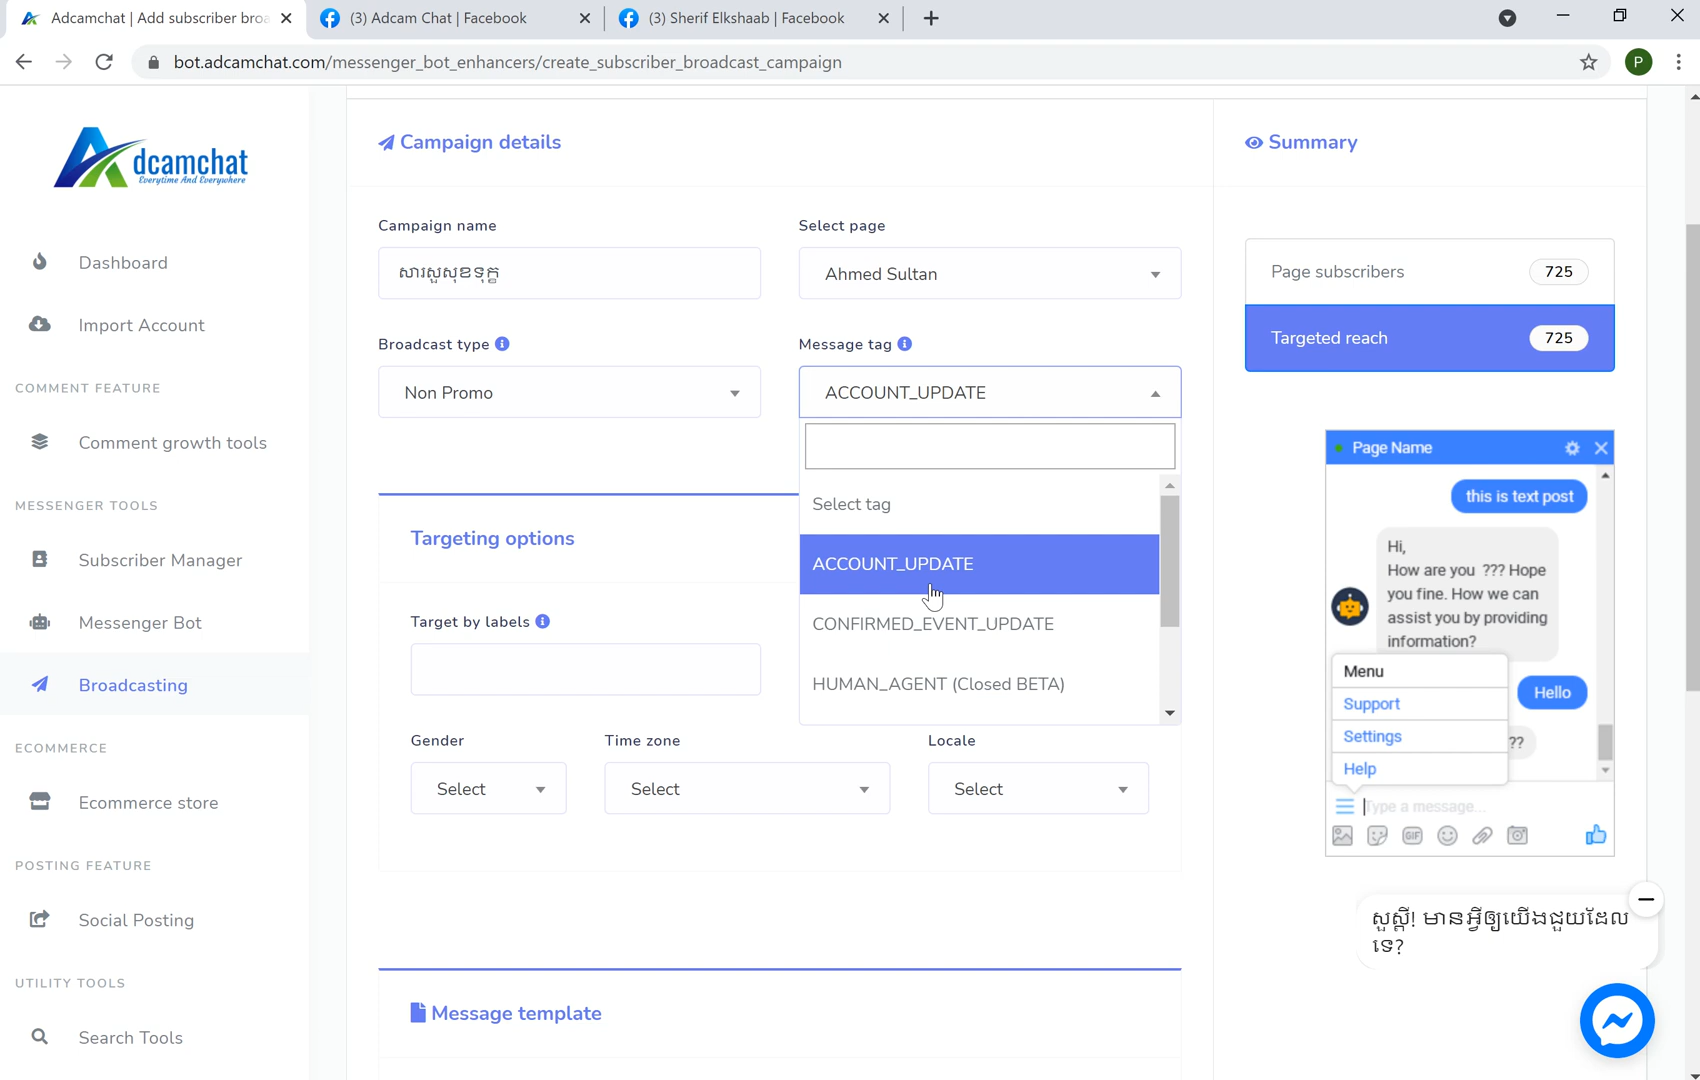 Adcamchat | Add subscriber broa
(3) Adcam Chat | Facebook
(3) Sherif Elkshaab | Facebook
bot.adcamchat.com/messenger_bot_enhancers/create_subscriber_broadcast_campaign
P
Adcamchat
Everytime And Everywhere
Dashboard
Import Account
COMMENT FEATURE
Comment growth tools
MESSENGER TOOLS
Subscriber Manager
Messenger Bot
Broadcasting
ECOMMERCE
Ecommerce store
POSTING FEATURE
Social Posting
UTILITY TOOLS
Search Tools
Campaign details
Campaign name
សារសួសុខទុក្ខ
Select page
Ahmed Sultan
Broadcast type
Non Promo
Message tag
ACCOUNT_UPDATE
Select tag
ACCOUNT_UPDATE
CONFIRMED_EVENT_UPDATE
HUMAN_AGENT (Closed BETA)
Targeting options
Target by labels
Gender
Select
Time zone
Select
Locale
Select
Message template
Summary
Page subscribers 725
Targeted reach 725
Page Name
this is text post
Hi,
How are you ??? Hope
you fine. How we can
assist you by providing
information?
Menu
Support
Settings
Help
Hello
??
Type a message...
GIF
សួស្តី! មានអ្វីឲ្យយើងជួយដែល
ទេ?